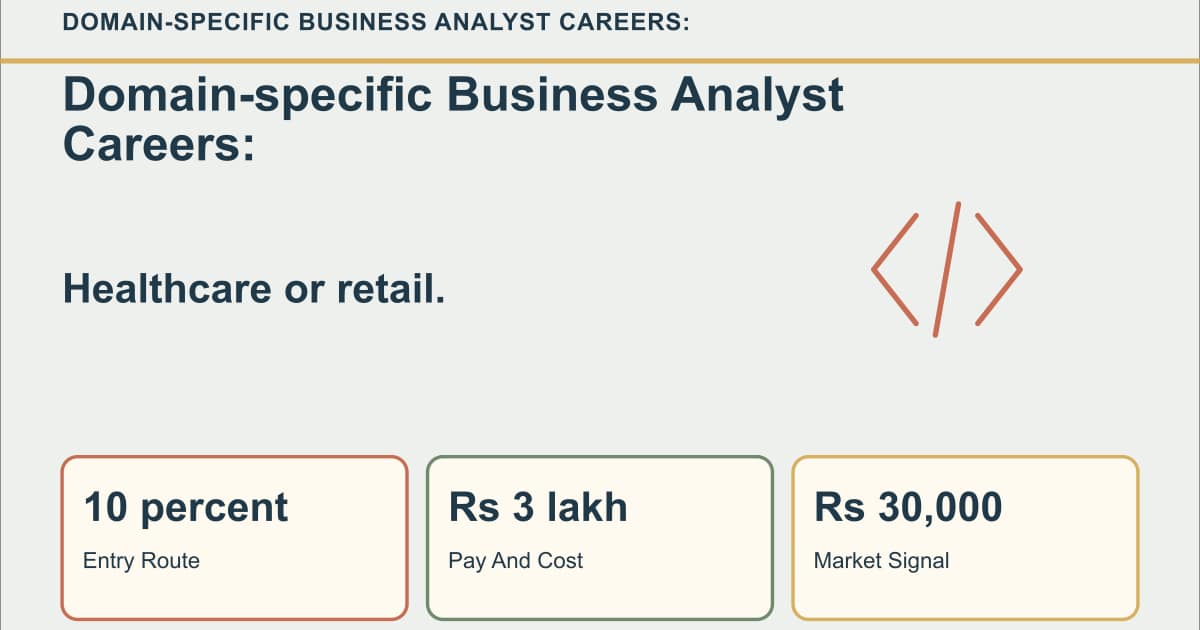 DOMAIN-SPECIFIC BUSINESS ANALYST CAREERS:
Domain-specific Business Analyst
Careers:
Healthcare or retail.
10 percent
Entry Route
Rs 3 lakh
Pay And Cost
Rs 30,000
Market Signal